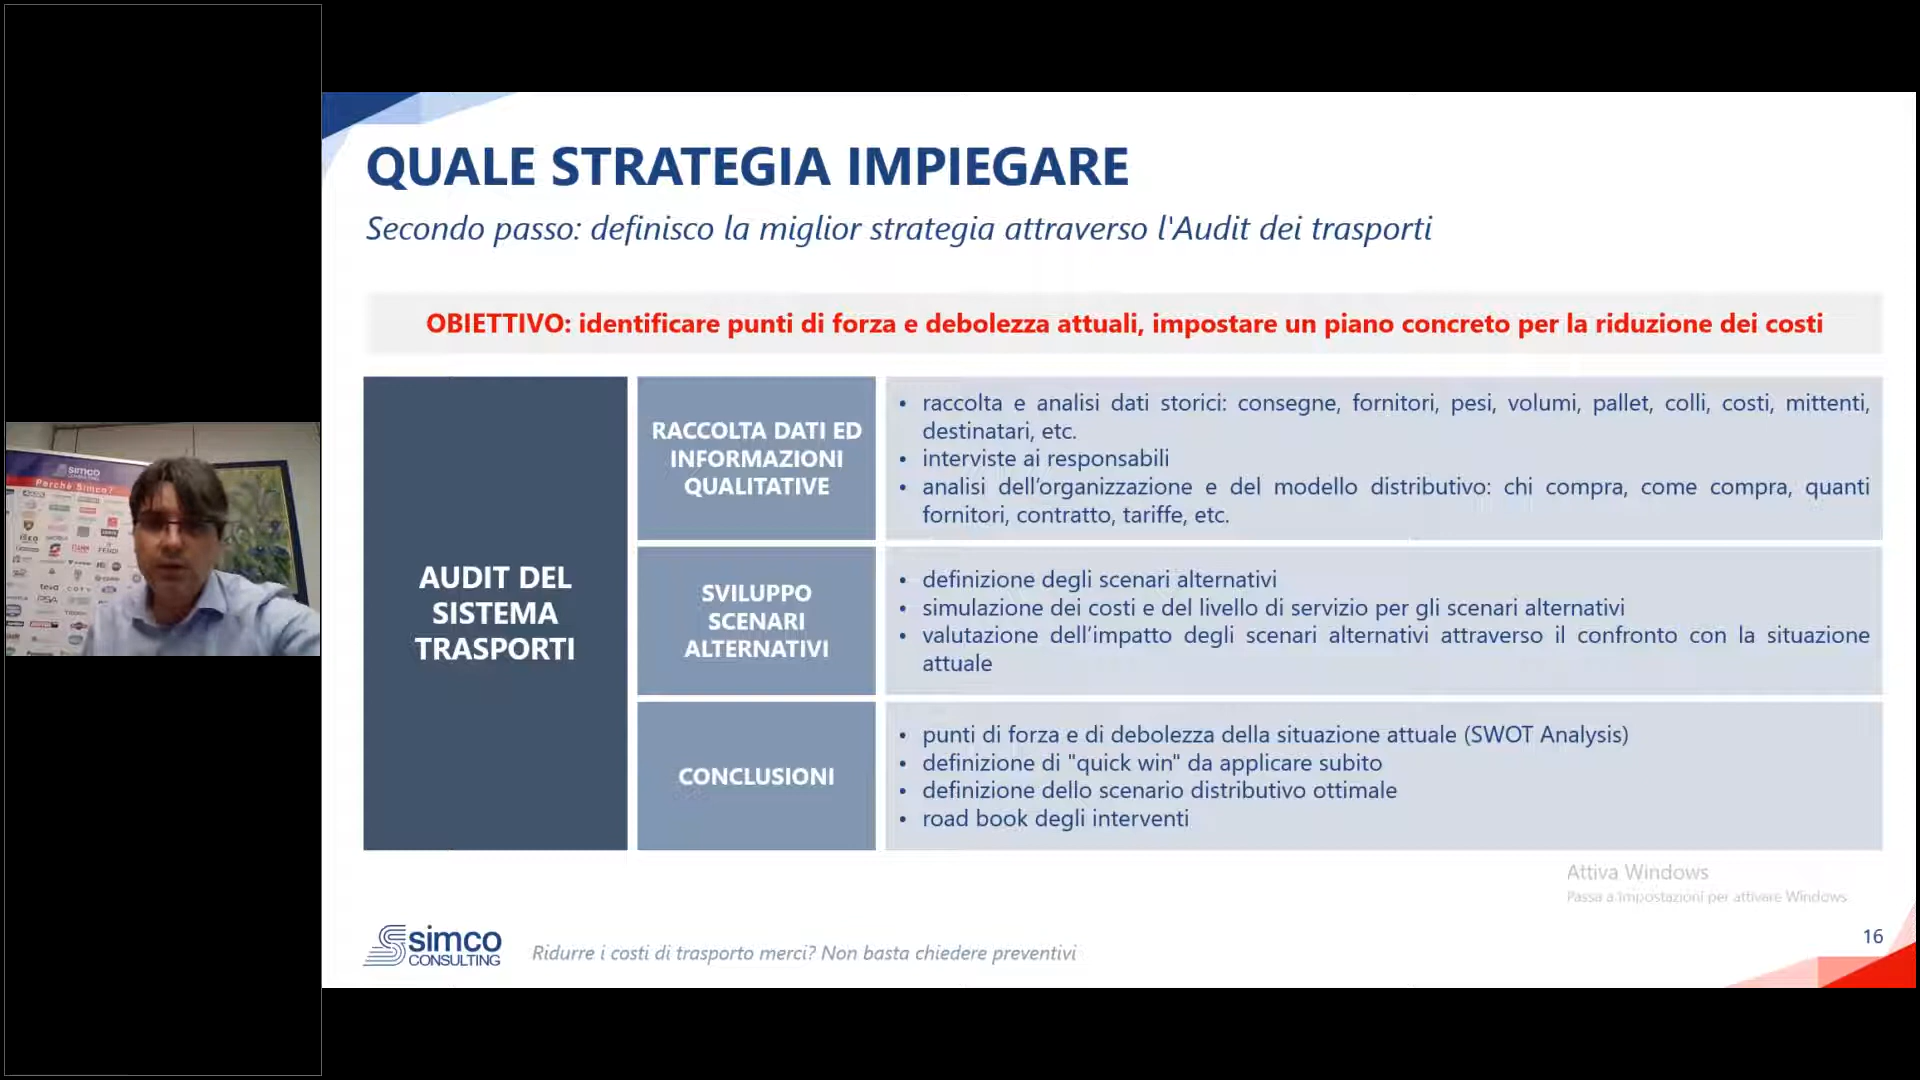 QUALE STRATEGIA IMPIEGARE
Secondo passo: definisco la miglior strategia attraverso l'Audit dei trasporti
OBIETTIVO: identificare punti di forza e debolezza attuali, impostare un piano concreto per la riduzione dei costi
AUDIT DEL
SISTEMA
TRASPORTI
RACCOLTA DATI ED
INFORMAZIONI
QUALITATIVE
• raccolta e analisi dati storici: consegne, fornitori, pesi, volumi, pallet, colli, costi, mittenti,
destinatari, etc.
• interviste ai responsabili
• analisi dell'organizzazione e del modello distributivo: chi compra, come compra, quanti
fornitori, contratto, tariffe, etc.
SVILUPPO
SCENARI
ALTERNATIVI
• definizione degli scenari alternativi
• simulazione dei costi e del livello di servizio per gli scenari alternativi
• valutazione dell'impatto degli scenari alternativi attraverso il confronto con la situazione
attuale
CONCLUSIONI
• punti di forza e di debolezza della situazione attuale (SWOT Analysis)
• definizione di "quick win" da applicare subito
• definizione dello scenario distributivo ottimale
• road book degli interventi
Attiva Windows
Passa a Impostazioni per attivare Windows.
16
simco
CONSULTING
Ridurre i costi di trasporto merci? Non basta chiedere preventivi
simco
Perché Simco?
teva
COTY
FENDI
PSA